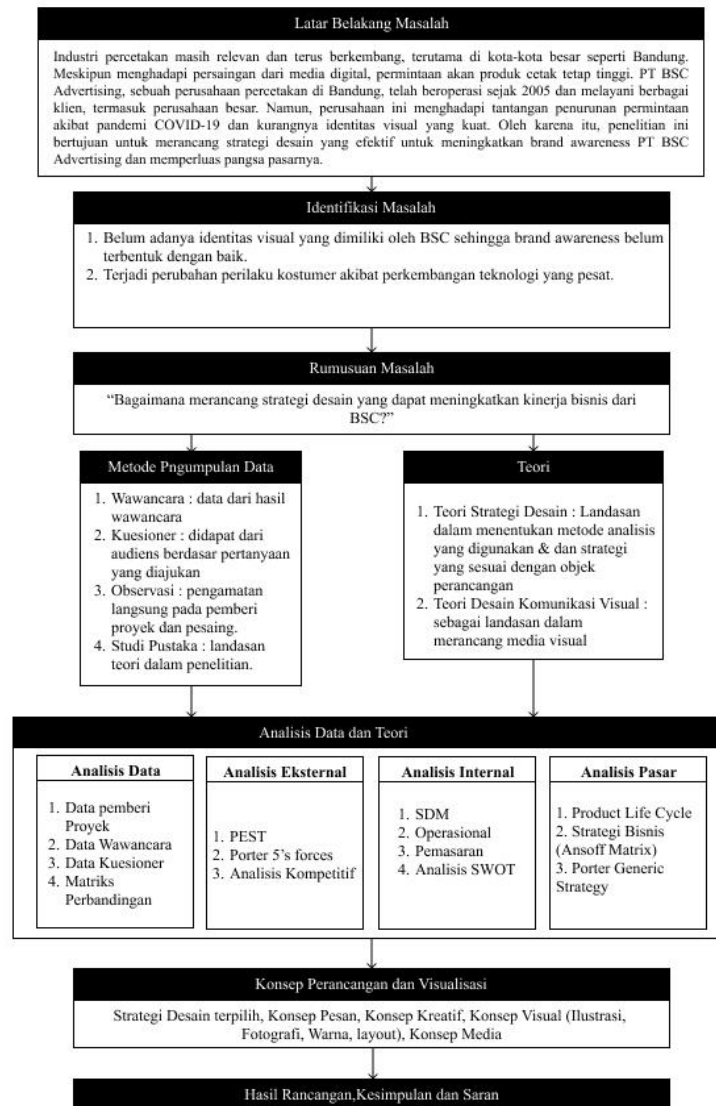 Latar Belakang Masalah
Industri percetakan masih relevan dan terus berkembang, terutama di kota-kota besar seperti Bandung.
Meskipun menghadapi persaingan dari media digital, permintaan akan produk cetak tetap tinggi. PT BSC
Advertising, sebuah perusahaan percetakan di Bandung, telah beroperasi sejak 2005 dan melayani berbagai
klien, termasuk perusahaan besar. Namun, perusahaan ini menghadapi tantangan penurunan permintaan
akibat pandemi COVID-19 dan kurangnya identitas visual yang kuat. Oleh karena itu, penelitian ini
bertujuan untuk merancang strategi desain yang efektif untuk meningkatkan brand awareness PT BSC
Advertising dan memperluas pangsa pasarnya.
Identifikasi Masalah
1. Belum adanya identitas visual yang dimiliki oleh BSC sehingga brand awareness belum
terbentuk dengan baik.
2. Terjadi perubahan perilaku kostumer akibat perkembangan teknologi yang pesat.
Rumusuan Masalah
“Bagaimana merancang strategi desain yang dapat meningkatkan kinerja bisnis dari
BSC?”
Metode Pngumpulan Data
1. Wawancara : data dari hasil
wawancara
2. Kuesioner : didapat dari
audiens berdasar pertanyaan
yang diajukan
3. Observasi : pengamatan
langsung pada pemberi
proyek dan pesaing.
4. Studi Pustaka : landasan
teori dalam penelitian.
Teori
1. Teori Strategi Desain : Landasan
dalam menentukan metode analisis
yang digunakan & dan strategi
yang sesuai dengan objek
perancangan
2. Teori Desain Komunikasi Visual :
sebagai landasan dalam
merancang media visual
Analisis Data dan Teori
Analisis Data
1. Data pemberi
Proyek
2. Data Wawancara
3. Data Kuesioner
4. Matriks
Perbandingan
Analisis Eksternal
1. PEST
2. Porter 5’s forces
3. Analisis Kompetitif
Analisis Internal
1. SDM
2. Operasional
3. Pemasaran
4. Analisis SWOT
Analisis Pasar
1. Product Life Cycle
2. Strategi Bisnis
(Ansoff Matrix)
3. Porter Generic
Strategy
Konsep Perancangan dan Visualisasi
Strategi Desain terpilih, Konsep Pesan, Konsep Kreatif, Konsep Visual (Ilustrasi,
Fotografi, Warna, layout), Konsep Media
Hasil Rancangan,Kesimpulan dan Saran